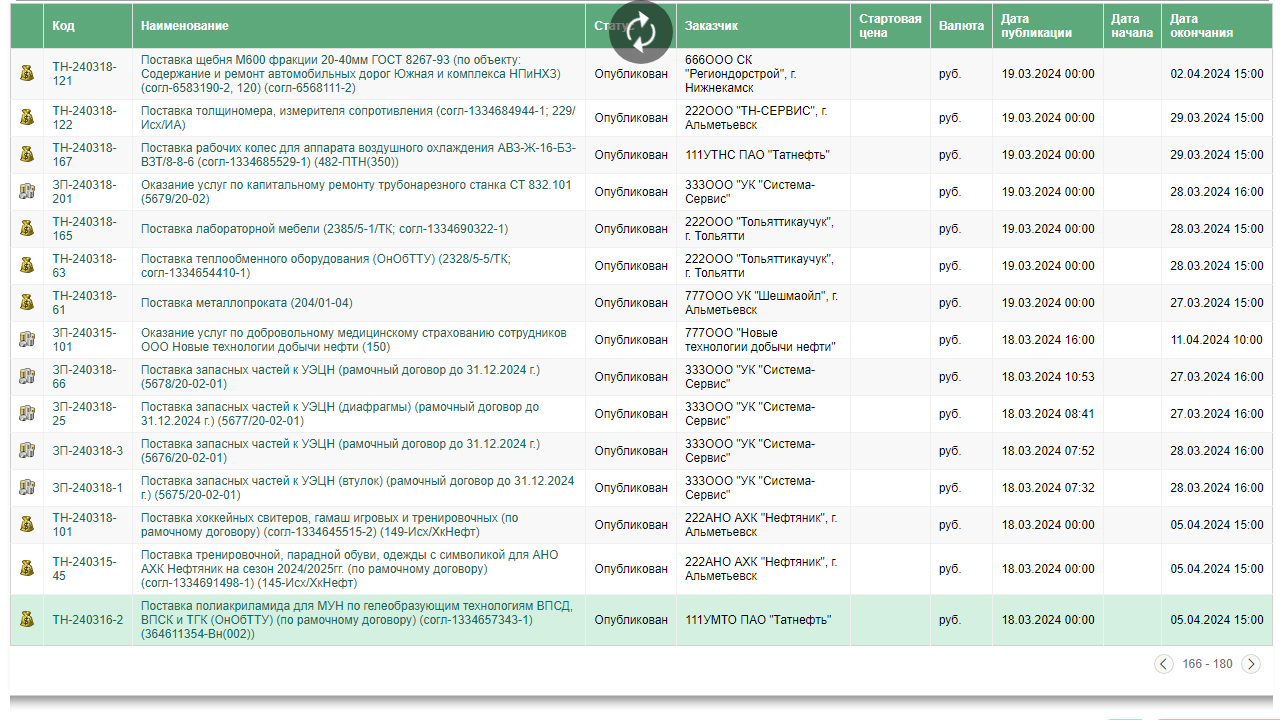 Код Наименование Статус Заказчик Стартовая цена Валюта Дата публикации Дата начала Дата окончания
ТН-240318-121 Поставка щебня М600 фракции 20-40мм ГОСТ 8267-93 (по объекту: Содержание и ремонт автомобильных дорог Южная и комплекса НПиНХЗ) (согл-6583190-2, 120) (согл-6568111-2) Опубликован 666ООО СК "Региондорстрой", г. Нижнекамск руб. 19.03.2024 00:00 02.04.2024 15:00
ТН-240318-122 Поставка толщиномера, измерителя сопротивления (согл-1334684944-1; 229/Исх/ИА) Опубликован 222ООО "ТН-СЕРВИС", г. Альметьевск руб. 19.03.2024 00:00 29.03.2024 15:00
ТН-240318-167 Поставка рабочих колес для аппарата воздушного охлаждения АВЗ-Ж-16-БЗ-ВЗТ/8-8-6 (согл-1334685529-1) (482-ПТН(350)) Опубликован 111УТНС ПАО "Татнефть" руб. 19.03.2024 00:00 29.03.2024 15:00
ЗП-240318-201 Оказание услуг по капитальному ремонту трубонарезного станка СТ 832.101 (5679/20-02) Опубликован 333ООО "УК "Система-Сервис" руб. 19.03.2024 00:00 28.03.2024 16:00
ТН-240318-165 Поставка лабораторной мебели (2385/5-1/ТК; согл-1334690322-1) Опубликован 222ООО "Тольяттикаучук", г. Тольятти руб. 19.03.2024 00:00 28.03.2024 15:00
ТН-240318-63 Поставка теплообменного оборудования (ОнОбТТУ) (2328/5-5/ТК; согл-1334654410-1) Опубликован 222ООО "Тольяттикаучук", г. Тольятти руб. 19.03.2024 00:00 28.03.2024 15:00
ТН-240318-61 Поставка металлопроката (204/01-04) Опубликован 777ООО УК "Шешмаойл", г. Альметьевск руб. 19.03.2024 00:00 27.03.2024 15:00
ЗП-240315-101 Оказание услуг по добровольному медицинскому страхованию сотрудников ООО Новые технологии добычи нефти (150) Опубликован 777ООО "Новые технологии добычи нефти" руб. 18.03.2024 16:00 11.04.2024 10:00
ЗП-240318-66 Поставка запасных частей к УЭЦН (рамочный договор до 31.12.2024 г.) (5678/20-02-01) Опубликован 333ООО "УК "Система-Сервис" руб. 18.03.2024 10:53 27.03.2024 16:00
ЗП-240318-25 Поставка запасных частей к УЭЦН (диафрагмы) (рамочный договор до 31.12.2024 г.) (5677/20-02-01) Опубликован 333ООО "УК "Система-Сервис" руб. 18.03.2024 08:41 27.03.2024 16:00
ЗП-240318-3 Поставка запасных частей к УЭЦН (рамочный договор до 31.12.2024 г.) (5676/20-02-01) Опубликован 333ООО "УК "Система-Сервис" руб. 18.03.2024 07:52 28.03.2024 16:00
ЗП-240318-1 Поставка запасных частей к УЭЦН (втулок) (рамочный договор до 31.12.2024 г.) (5675/20-02-01) Опубликован 333ООО "УК "Система-Сервис" руб. 18.03.2024 07:32 28.03.2024 16:00
ТН-240318-101 Поставка хоккейных свитеров, гамаш игровых и тренировочных (по рамочному договору) (согл-1334645515-2) (149-Исх/ХкНефт) Опубликован 222АНО АХК "Нефтяник", г. Альметьевск руб. 18.03.2024 00:00 05.04.2024 15:00
ТН-240315-45 Поставка тренировочной, парадной обуви, одежды с символикой для АНО АХК Нефтяник на сезон 2024/2025гг. (по рамочному договору) (согл-1334691498-1) (145-Исх/ХкНефт) Опубликован 222АНО АХК "Нефтяник", г. Альметьевск руб. 18.03.2024 00:00 05.04.2024 15:00
ТН-240316-2 Поставка полиакриламида для МУН по гелеобразующим технологиям ВПСД, ВПСК и ТГК (ОнОбТТУ) (по рамочному договору) (согл-1334657343-1) (364611354-Вн(002)) Опубликован 111УМТО ПАО "Татнефть" руб. 18.03.2024 00:00 05.04.2024 15:00
166 - 180